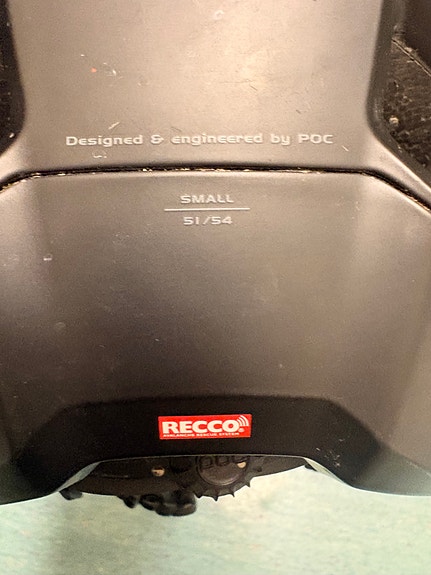 Designed & engineered by POC
SMALL
51/54
RECCO
AVALANCHE RESCUE SYSTEM